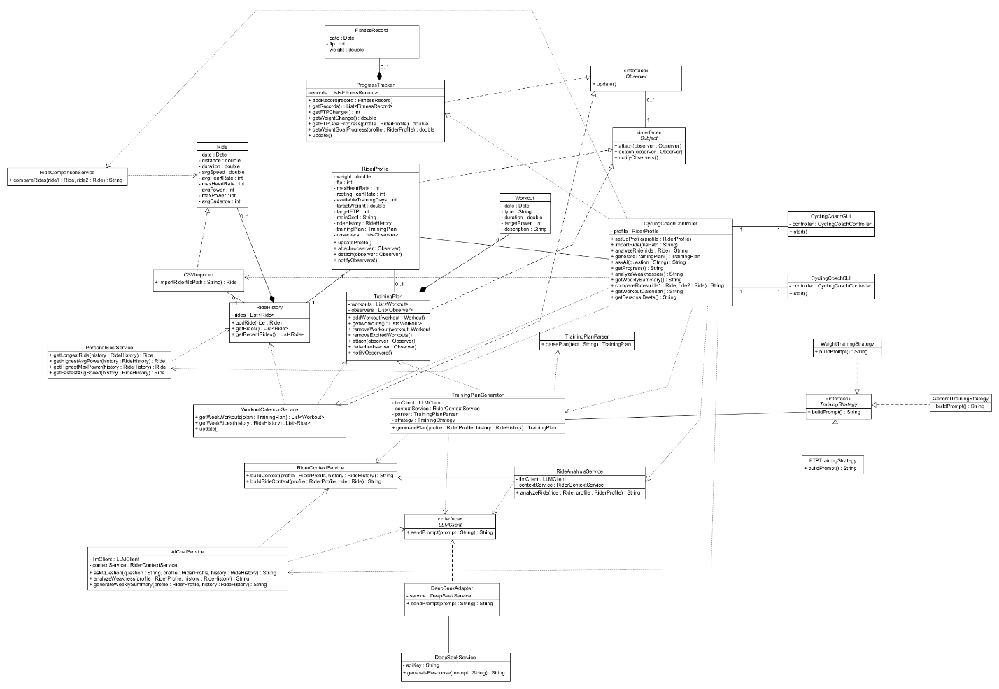 FitnessRecord
- date : Date
- ftp : int
- weight : double
0..*
ProgressTracker
-records : List<FitnessRecord>
+ addRecord(record : FitnessRecord)
+ getRecords() : List<FitnessRecord>
+ getFTPChange() : int
+ getWeightChange() : double
+ getFTPGoalProgress(profile : RiderProfile) : double
+ getWeightGoalProgress(profile : RiderProfile) : double
+ update()
«interface»
Observer
+ update()
0..*
1
«interface»
Subject
+ attach(observer : Observer)
+ detach(observer : Observer)
+ notifyObservers()
RideComparisonService
+ compareRides(ride1 : Ride, ride2 : Ride) : String
Ride
- date : Date
- distance : double
- duration : double
- avgSpeed : double
- avgHeartRate : int
- maxHeartRate : int
- avgPower : int
- maxPower : int
- avgCadence : int
0..*
RiderProfile
- weight : double
- ftp : int
- maxHeartRate : int
- restingHeartRate : int
- availableTrainingDays : int
- targetWeight : double
- targetFTP : int
- mainGoal : String
- rideHistory : RideHistory
- trainingPlan : TrainingPlan
- observers : List<Observer>
+ updateProfile()
+ attach(observer : Observer)
+ detach(observer : Observer)
+ notifyObservers()
1
1
0..1
Workout
- date : Date
- type : String
- duration : double
- targetPower : int
- description : String
0..*
CyclingCoachController
- profile : RiderProfile
+ setUpProfile(profile : RiderProfile)
+ importRide(filePath : String)
+ analyzeRide(ride : Ride) : String
+ generateTrainingPlan() : TrainingPlan
+ askAI(question : String) : String
+ getProgress() : String
+ analyzeWeaknesses() : String
+ getWeeklySummary() : String
+ compareRides(ride1 : Ride, ride2 : Ride) : String
+ getWorkoutCalendar() : String
+ getPersonalBests() : String
1
1
CyclingCoachGUI
- controller : CyclingCoachController
+ start()
1
1
CyclingCoachCLI
- controller : CyclingCoachController
+ start()
CSVImporter
+ importRide(filePath : String) : Ride
0..*
1
1
RideHistory
- rides : List<Ride>
+ addRide(ride : Ride)
+ getRides() : List<Ride>
+ getRecentRides() : List<Ride>
TrainingPlan
- workouts : List<Workout>
- observers : List<Observer>
+ addWorkout(workout : Workout)
+ getWorkouts() : List<Workout>
+ removeWorkout(workout: Workout
+ removeExpiredWorkouts()
+ attach(observer : Observer)
+ detach(observer : Observer)
+ notifyObservers()
PersonalBestService
+ getLongestRide(history : RideHistory) : Ride
+ getHighestAvgPower(history : RideHistory) : Ride
+ getHighestMaxPower(history : RideHistory) : Ride
+ getFastestAvgSpeed(history : RideHistory) : Ride
TrainingPlanParser
+ parsePlan(text : String) : TrainingPlan
WeightTrainingStrategy
+ buildPrompt() : String
WorkoutCalendarService
+ getWeekWorkouts(plan : TrainingPlan) : List<Workout>
+ getWeekRides(history : RideHistory) : List<Ride>
+ update()
TrainingPlanGenerator
- llmClient : LLMClient
- contextService : RiderContextService
- parser : TrainingPlanParser
- strategy : TrainingStrategy
+ generatePlan(profile : RiderProfile, history : RideHistory) : TrainingPlan
«interface»
TrainingStrategy
+ buildPrompt() : String
GeneralTrainingStrategy
+ buildPrompt() : String
FTPTrainingStrategy
+ buildPrompt() : String
RiderContextService
+ buildContext(profile : RiderProfile, history : RideHistory) : String
+ buildRideContext(profile : RiderProfile, ride : Ride) : String
RideAnalysisService
- llmClient : LLMClient
- contextService : RiderContextService
+ analyzeRide(ride : Ride, profile : RiderProfile) : String
«interface»
LLMClient
+ sendPrompt(prompt : String) : String
AIChatService
- llmClient : LLMClient
- contextService : RiderContextService
+ askQuestion(question : String, profile : RiderProfile, history : RideHistory) : String
+ analyzeWeakness(profile : RiderProfile, history : RideHistory) : String
+ generateWeeklySummary(profile : RiderProfile, history : RideHistory) : String
DeepSeekAdapter
- service : DeepSeekService
+ sendPrompt(prompt : String) : String
DeepSeekService
- apiKey : String
+ generateResponse(prompt : String) : String